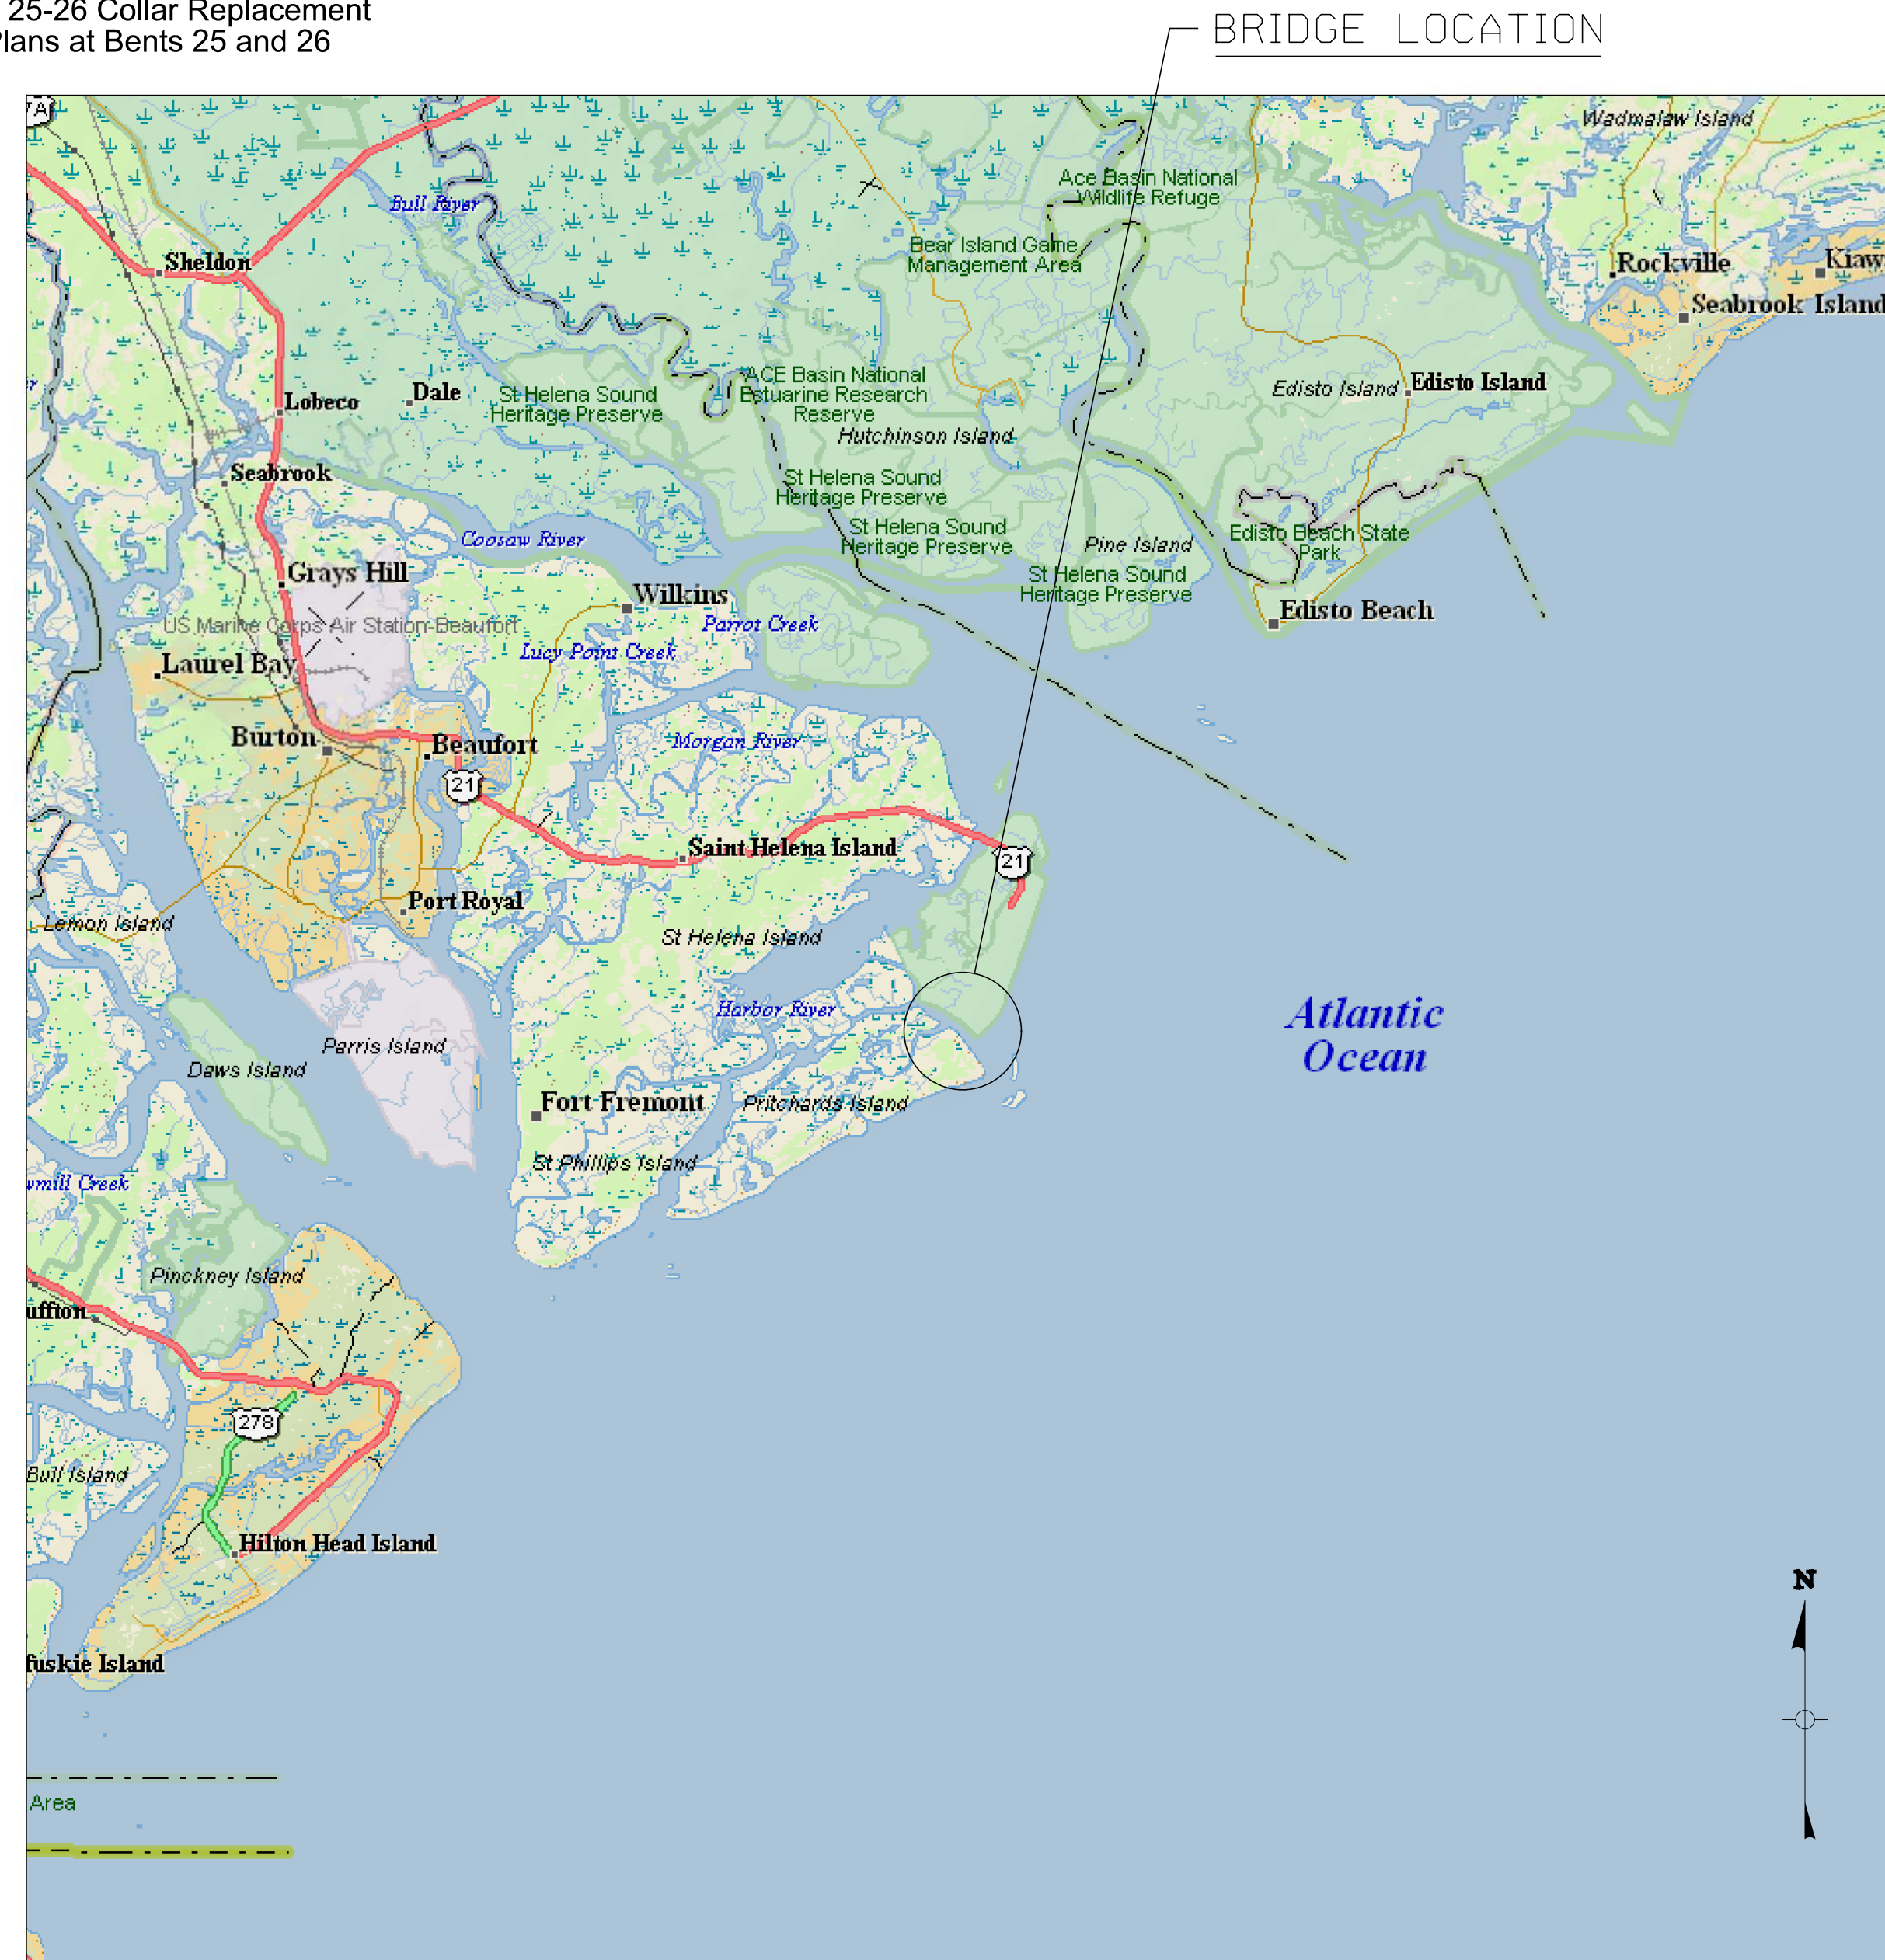 25-26 Collar Replacement
Plans at Bents 25 and 26
BRIDGE LOCATION
Wadmalaw Island
Ace Basin National
Wildlife Refuge
Bull River
Bear Island Game
Management Area
Sheldon
Rockville
Kiaw
Seabrook Island
ACE Basin National
Estuarine Research
Reserve
St Helena Sound
Heritage Preserve
Edisto Island
Edisto Island
Dale
Lobeco
Hutchinson Island
Seabrook
St Helena Sound
Heritage Preserve
St Helena Sound
Heritage Preserve
Coosaw River
Pine Island
Edisto Beach State
Park
Grays Hill
St Helena Sound
Heritage Preserve
Wilkins
Edisto Beach
US Marine Corps Air Station-Beaufort
Parrot Creek
Lucy Point Creek
Laurel Bay
Burton
Beaufort
Morgan River
21
Saint Helena Island
21
Port Royal
Lemon Island
St Helena Island
Harbor River
Atlantic
Ocean
Parris Island
Daws Island
Fort Fremont
Pritchards Island
St Phillips Island
wmill Creek
Pinckney Island
uffton
278
Bull Island
Hilton Head Island
N
fuskie Island
Area